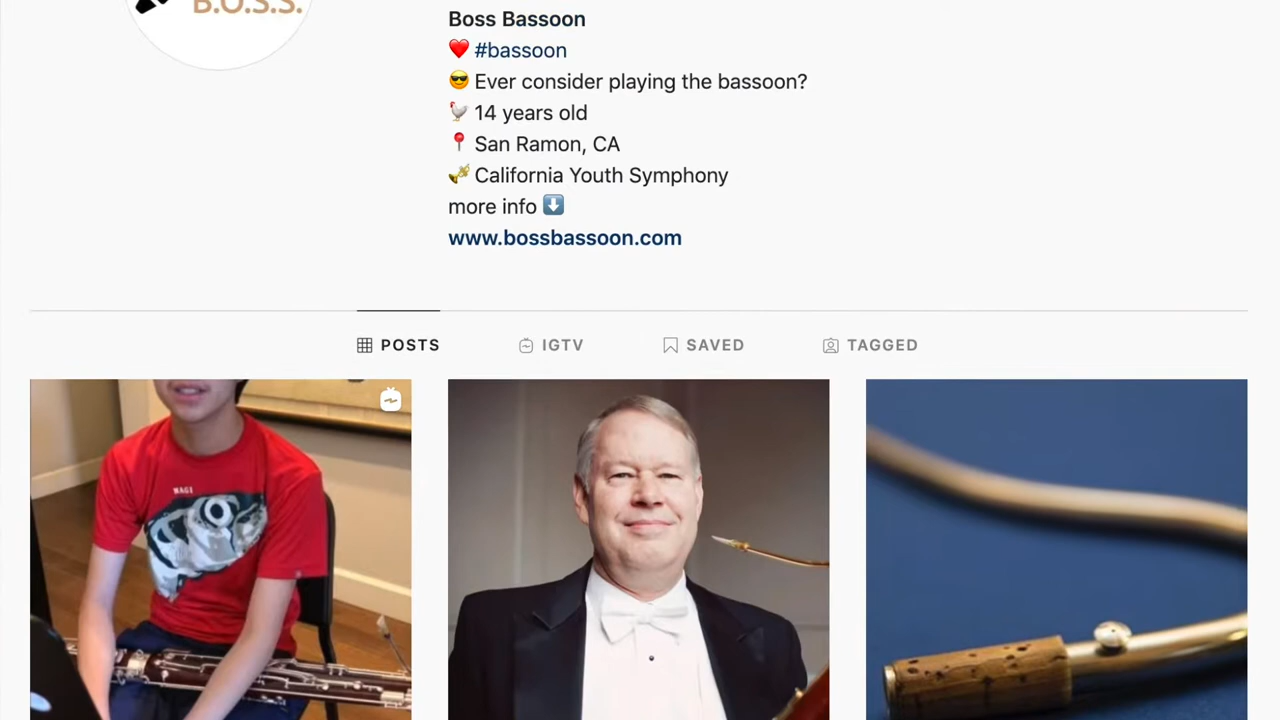 B.O.S.S.
Boss Bassoon
❤️ #bassoon
😎 Ever consider playing the bassoon?
🐓 14 years old
📍 San Ramon, CA
🎺 California Youth Symphony
more info ⬇️
www.bossbassoon.com
POSTS IGTV SAVED TAGGED
MAGI